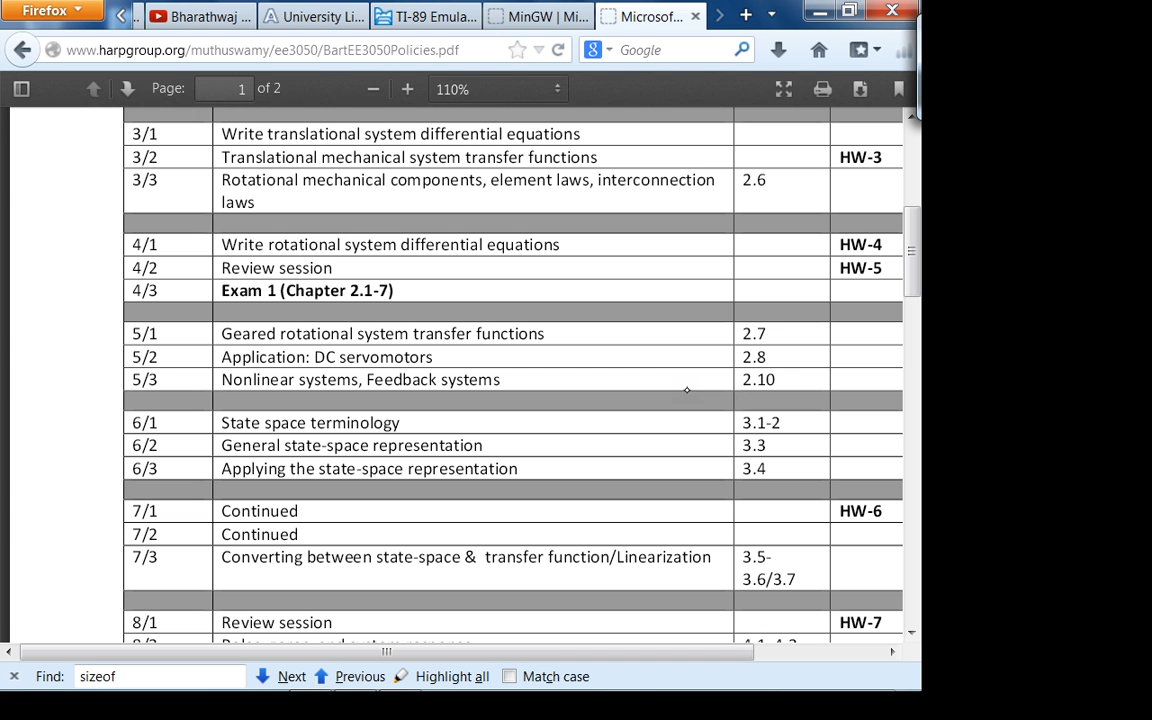 Firefox
..
Bharathwaj ...
University Li...
TI-89 Emula...
MinGW | Mi...
Microsof...
www.harpgroup.org/muthuswamy/ee3050/BartEE3050Policies.pdf
Google
Page: 1 of 2
110%
3/1 Write translational system differential equations
3/2 Translational mechanical system transfer functions HW-3
3/3 Rotational mechanical components, element laws, interconnection 2.6
laws
4/1 Write rotational system differential equations HW-4
4/2 Review session HW-5
4/3 Exam 1 (Chapter 2.1-7)
5/1 Geared rotational system transfer functions 2.7
5/2 Application: DC servomotors 2.8
5/3 Nonlinear systems, Feedback systems 2.10
6/1 State space terminology 3.1-2
6/2 General state-space representation 3.3
6/3 Applying the state-space representation 3.4
7/1 Continued HW-6
7/2 Continued
7/3 Converting between state-space & transfer function/Linearization 3.5-
3.6/3.7
8/1 Review session HW-7
Find: sizeof Next Previous Highlight all Match case